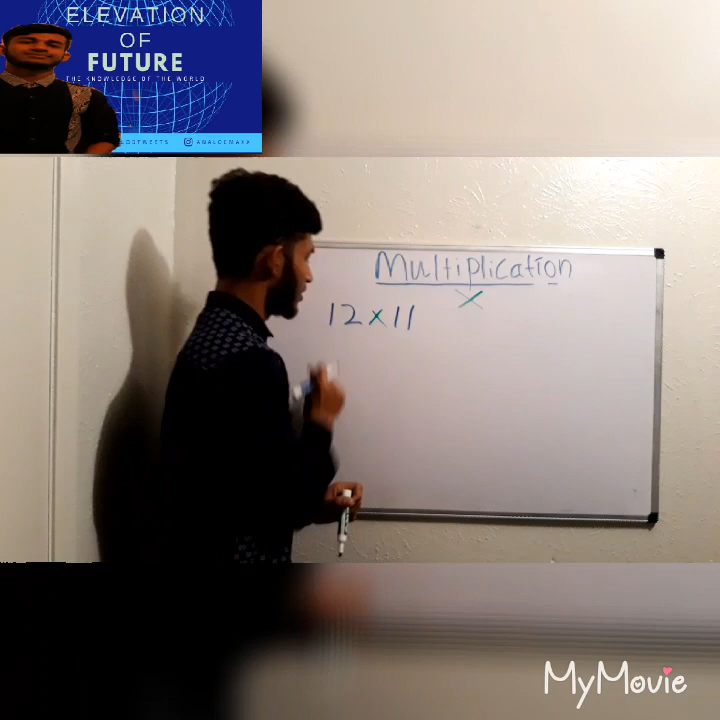 ELEVATION
OF
FUTURE
THE KNOWLEDGE OF THE WORLD
Multiplication
×
12 × 11
MyMovie